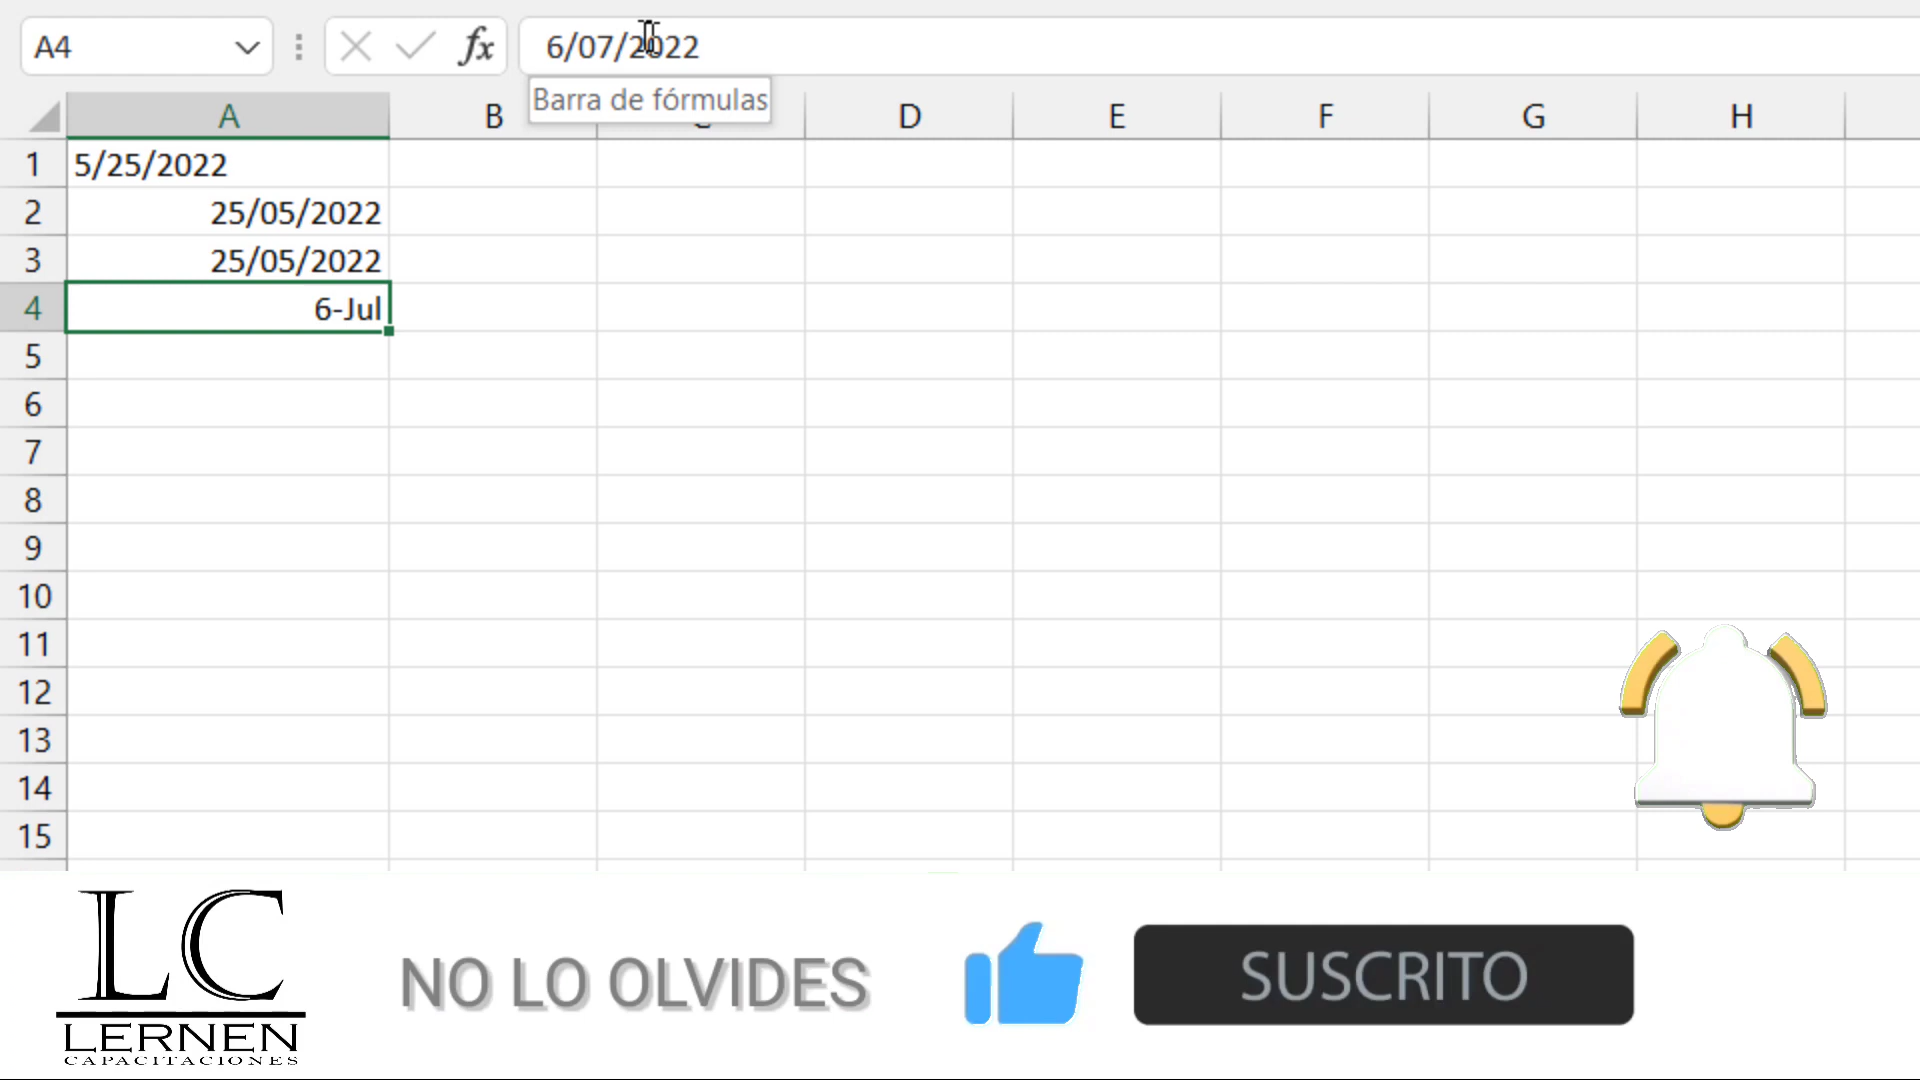 A4
fx
6/07/2022
Barra de fórmulas
A B D E F G H
1 5/25/2022
2 25/05/2022
3 25/05/2022
4 6-Jul
5
6
7
8
9
10
11
12
13
14
15
LC
LERNEN
CAPACITACIONES
NO LO OLVIDES
SUSCRITO